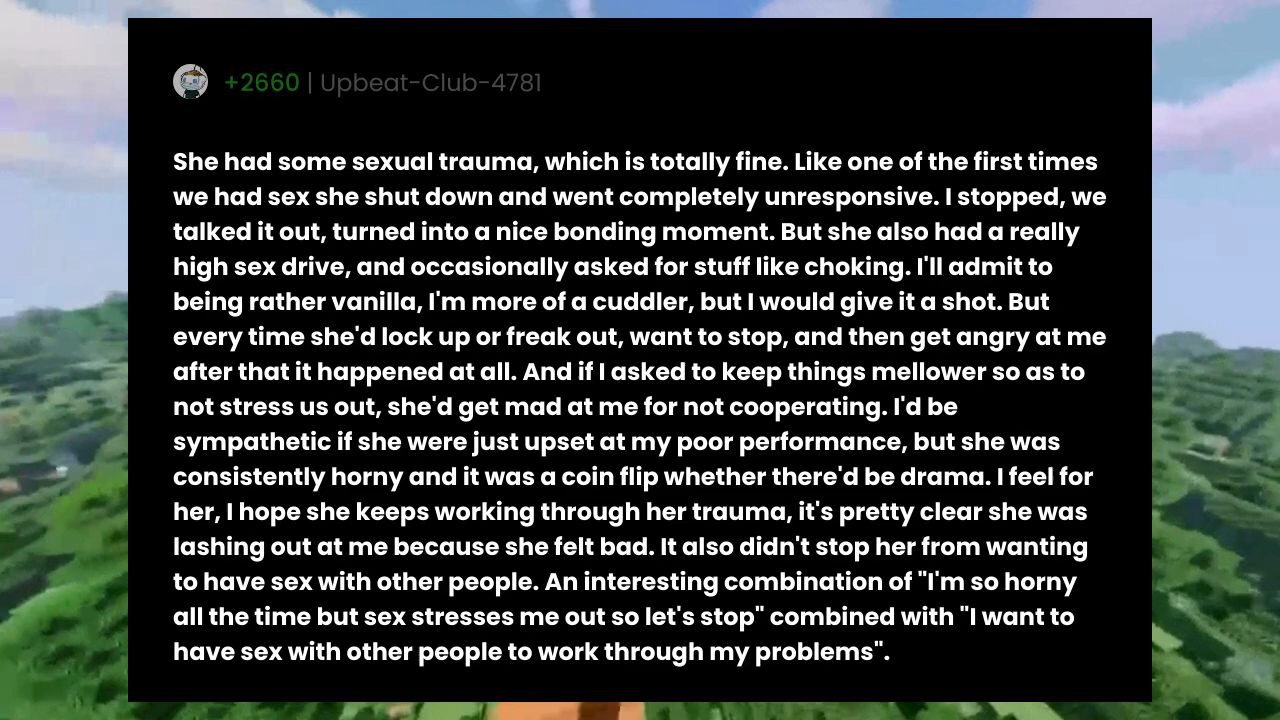 +2660 | Upbeat-Club-4781
She had some sexual trauma, which is totally fine. Like one of the first times
we had sex she shut down and went completely unresponsive. I stopped, we
talked it out, turned into a nice bonding moment. But she also had a really
high sex drive, and occasionally asked for stuff like choking. I'll admit to
being rather vanilla, I'm more of a cuddler, but I would give it a shot. But
every time she'd lock up or freak out, want to stop, and then get angry at me
after that it happened at all. And if I asked to keep things mellower so as to
not stress us out, she'd get mad at me for not cooperating. I'd be
sympathetic if she were just upset at my poor performance, but she was
consistently horny and it was a coin flip whether there'd be drama. I feel for
her, I hope she keeps working through her trauma, it's pretty clear she was
lashing out at me because she felt bad. It also didn't stop her from wanting
to have sex with other people. An interesting combination of "I'm so horny
all the time but sex stresses me out so let's stop" combined with "I want to
have sex with other people to work through my problems".